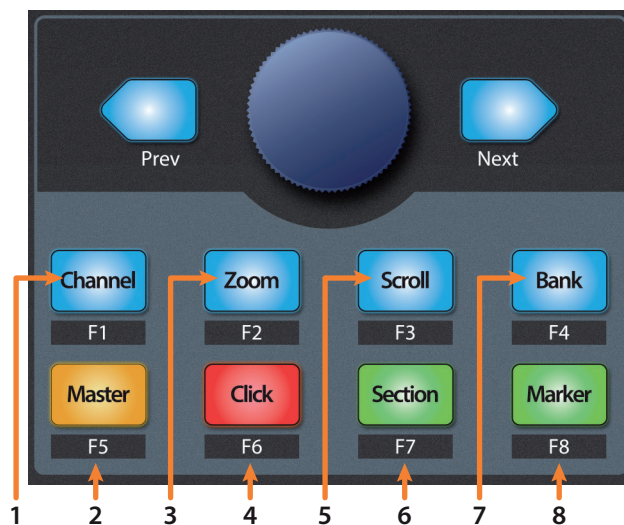 Prev Next
Channel Zoom Scroll Bank
F1 F2 F3 F4
Master Click Section Marker
F5 F6 F7 F8
1 2 3 4 5 6 7 8